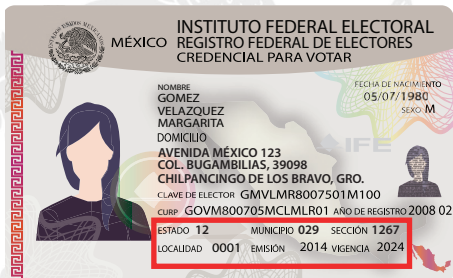 INSTITUTO FEDERAL ELECTORAL
MÉXICO REGISTRO FEDERAL DE ELECTORES
CREDENCIAL PARA VOTAR
NOMBRE
FECHA DE NACIMIENTO
GOMEZ
05/07/1980
VELAZQUEZ
SEXO M
MARGARITA
DOMICILIO
AVENIDA MÉXICO 123
IFE
COL. BUGAMBILIAS, 39098
CHILPANCINGO DE LOS BRAVO, GRO.
CLAVE DE ELECTOR GMVLMR8007501M100
CURP GOVM800705MCLMLR01 AÑO DE REGISTRO 2008 02
ESTADO 12 MUNICIPIO 029 SECCIÓN 1267
LOCALIDAD 0001 EMISIÓN 2014 VIGENCIA 2024